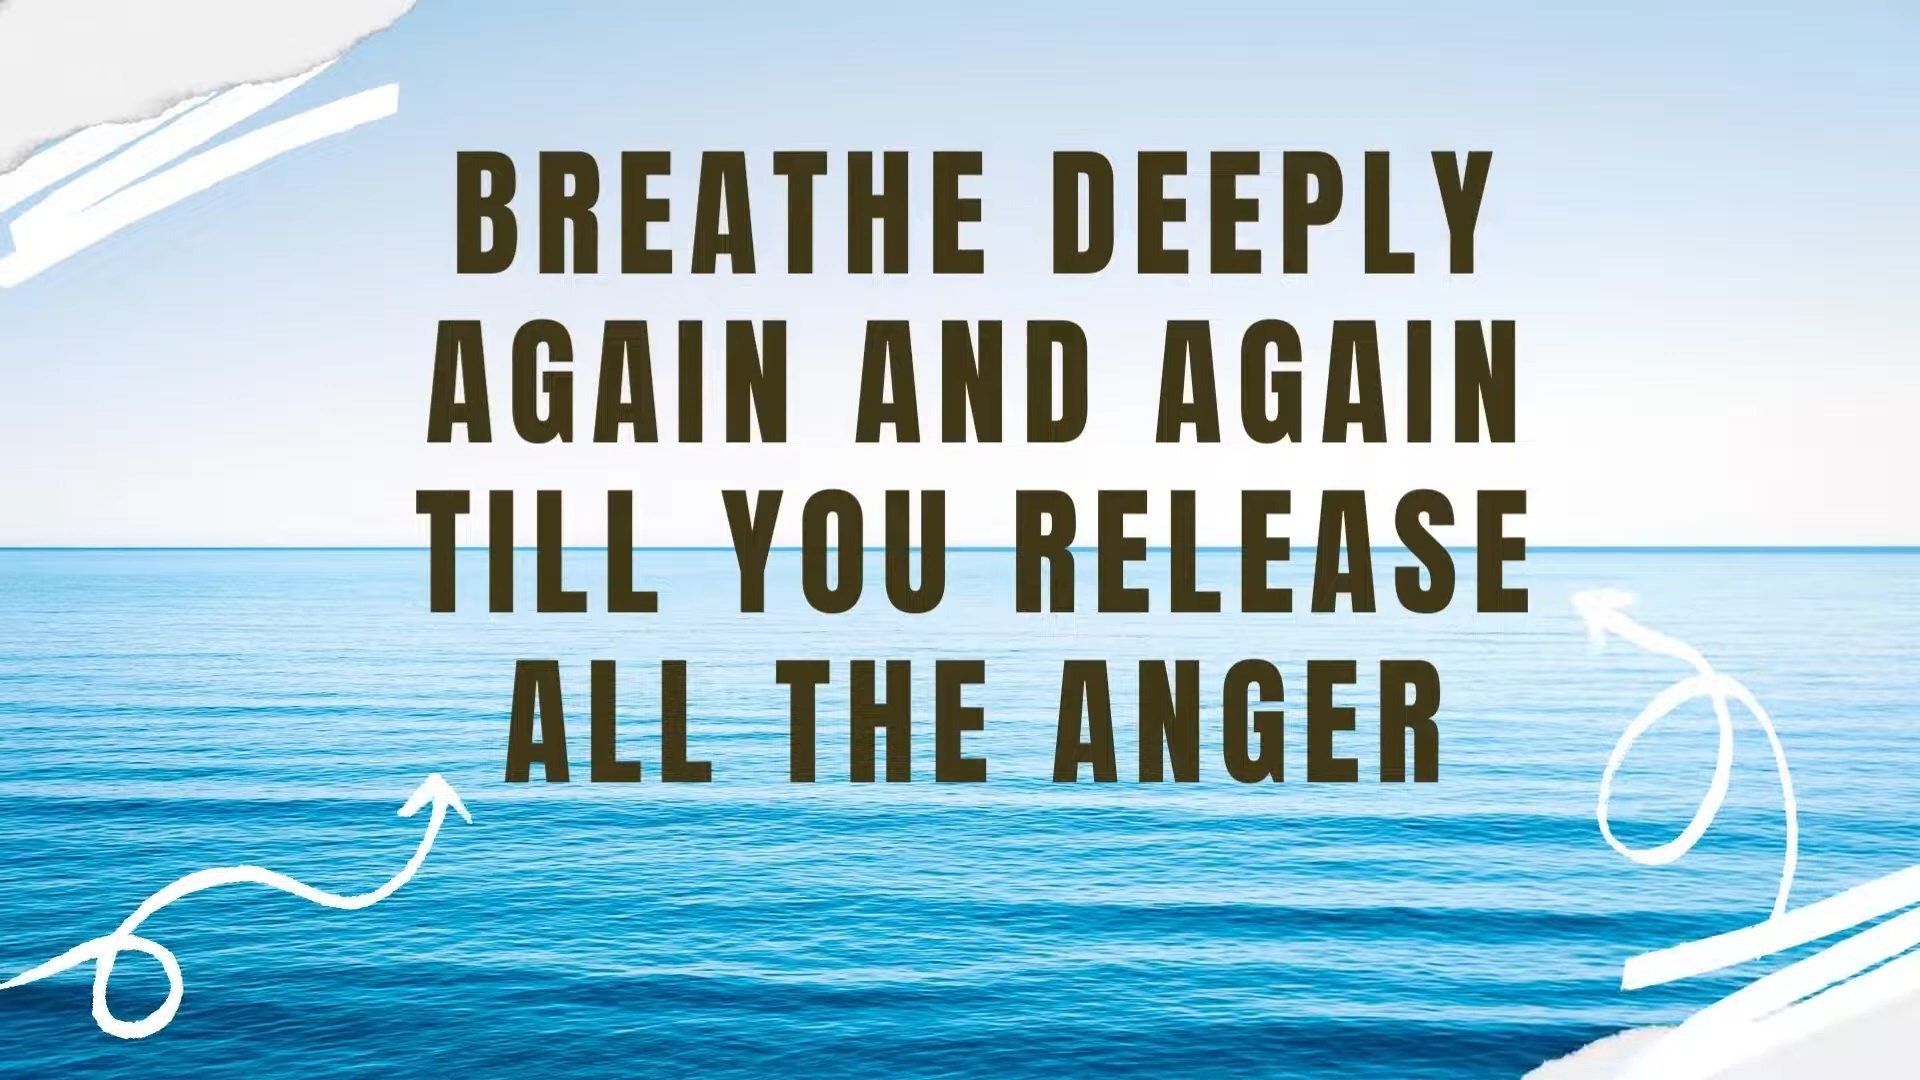 BREATHE DEEPLY
AGAIN AND AGAIN
TILL YOU RELEASE
ALL THE ANGER